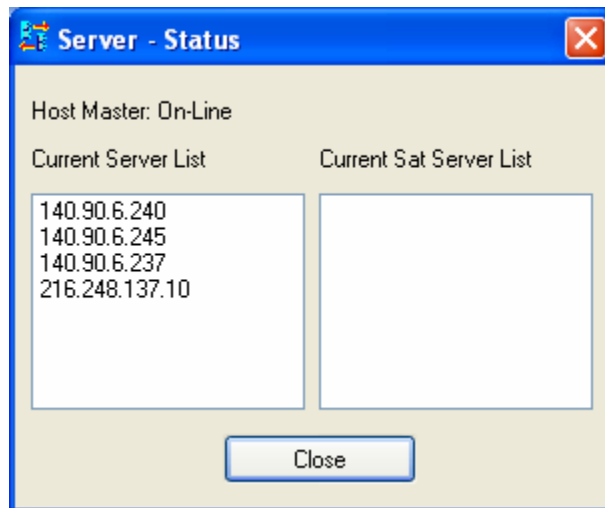 Server - Status
Host Master: On-Line
Current Server List
Current Sat Server List
140.90.6.240
140.90.6.245
140.90.6.237
216.248.137.10
Close